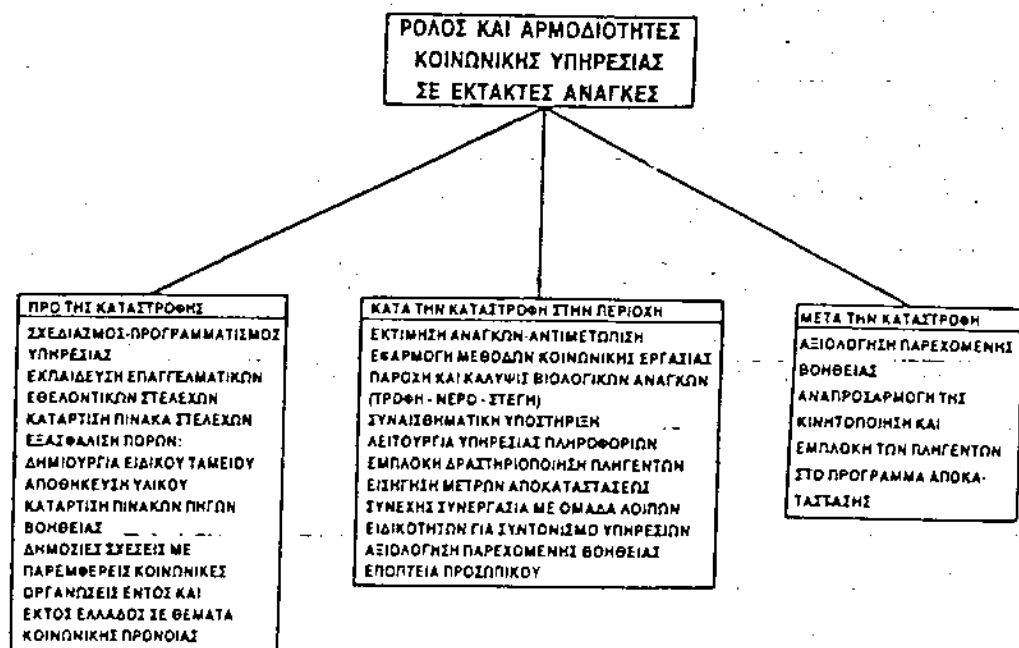 ΡΟΛΟΣ ΚΑΙ ΑΡΜΟΔΙΟΤΗΤΕΣ
ΚΟΙΝΩΝΙΚΗΣ ΥΠΗΡΕΣΙΑΣ
ΣΕ ΕΚΤΑΚΤΕΣ ΑΝΑΓΚΕΣ
ΠΡΟ ΤΗΣ ΚΑΤΑΣΤΡΟΦΗΣ
ΣΧΕΔΙΑΣΜΟΣ-ΠΡΟΓΡΑΜΜΑΤΙΣΜΟΣ
ΥΠΗΡΕΣΙΑΣ
ΕΚΠΑΙΔΕΥΣΗ ΕΠΑΓΓΕΛΜΑΤΙΚΩΝ
ΕΘΕΛΟΝΤΙΚΩΝ ΣΤΕΛΕΧΩΝ
ΚΑΤΑΡΤΙΣΗ ΠΙΝΑΚΑ ΣΤΕΛΕΧΩΝ
ΕΞΑΣΦΑΛΙΣΗ ΠΟΡΩΝ:
ΔΗΜΙΟΥΡΓΙΑ ΕΙΔΙΚΟΥ ΤΑΜΕΙΟΥ
ΑΠΟΘΗΚΕΥΣΗ ΥΛΙΚΟΥ
ΚΑΤΑΡΤΙΣΗ ΠΙΝΑΚΩΝ ΠΗΓΩΝ
ΒΟΗΘΕΙΑΣ
ΔΗΜΟΣΙΕΣ ΣΧΕΣΕΙΣ ΜΕ
ΠΑΡΕΜΦΕΡΕΙΣ ΚΟΙΝΩΝΙΚΕΣ
ΟΡΓΑΝΩΣΕΙΣ ΕΝΤΟΣ ΚΑΙ
ΕΚΤΟΣ ΕΛΛΑΔΟΣ ΣΕ ΘΕΜΑΤΑ
ΚΟΙΝΩΝΙΚΗΣ ΠΡΟΝΟΙΑΣ
ΚΑΤΑ ΤΗΝ ΚΑΤΑΣΤΡΟΦΗ ΣΤΗΝ ΠΕΡΙΟΧΗ
ΕΚΤΙΜΗΣΗ ΑΝΑΓΚΩΝ-ΑΝΤΙΜΕΤΩΠΙΣΗ
ΕΦΑΡΜΟΓΗ ΜΕΘΟΔΩΝ ΚΟΙΝΩΝΙΚΗΣ ΕΡΓΑΣΙΑΣ
ΠΑΡΟΧΗ ΚΑΙ ΚΑΛΥΨΙΣ ΒΙΟΛΟΓΙΚΩΝ ΑΝΑΓΚΩΝ
(ΤΡΟΦΗ - ΝΕΡΟ - ΣΤΕΓΗ)
ΣΥΝΑΙΣΘΗΜΑΤΙΚΗ ΥΠΟΣΤΗΡΙΞΗ
ΛΕΙΤΟΥΡΓΙΑ ΥΠΗΡΕΣΙΑΣ ΠΛΗΡΟΦΟΡΙΩΝ
ΕΜΠΛΟΚΗ ΔΡΑΣΤΗΡΙΟΠΟΙΗΣΗ ΠΛΗΓΕΝΤΩΝ
ΕΙΣΗΓΗΣΗ ΜΕΤΡΩΝ ΑΠΟΚΑΤΑΣΤΑΣΕΩΣ
ΣΥΝΕΧΗΣ ΣΥΝΕΡΓΑΣΙΑ ΜΕ ΟΜΑΔΑ ΛΟΙΠΩΝ
ΕΙΔΙΚΟΤΗΤΩΝ ΓΙΑ ΣΥΝΤΟΝΙΣΜΟ ΥΠΗΡΕΣΙΩΝ
ΑΞΙΟΛΟΓΗΣΗ ΠΑΡΕΧΟΜΕΝΗΣ ΒΟΗΘΕΙΑΣ
ΕΠΟΠΤΕΙΑ ΠΡΟΣΩΠΙΚΟΥ
ΜΕΤΑ ΤΗΝ ΚΑΤΑΣΤΡΟΦΗ
ΑΞΙΟΛΟΓΗΣΗ ΠΑΡΕΧΟΜΕΝΗΣ
ΒΟΗΘΕΙΑΣ
ΑΝΑΠΡΟΣΑΡΜΟΓΗ ΤΗΣ
ΚΙΝΗΤΟΠΟΙΗΣΗ ΚΑΙ
ΕΜΠΛΟΚΗ ΤΩΝ ΠΛΗΓΕΝΤΩΝ
ΣΤΟ ΠΡΟΓΡΑΜΜΑ ΑΠΟΚΑ-
ΤΑΣΤΑΣΗΣ